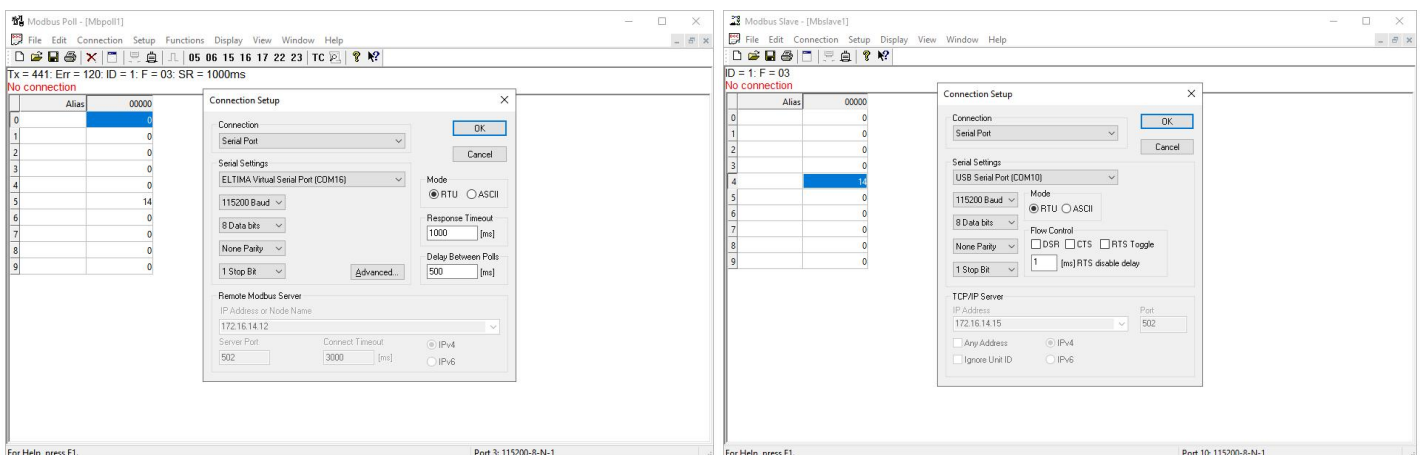 Modbus Poll - [Mbpoll1]
File Edit Connection Setup Functions Display View Window Help
05 06 15 16 17 22 23 TC
Tx = 441: Err = 120: ID = 1: F = 03: SR = 1000ms
No connection
Alias 00000
0 0
1 0
2 0
3 0
4 0
5 14
6 0
7 0
8 0
9 0
Connection Setup
Connection
Serial Port
OK
Cancel
Serial Settings
ELTIMA Virtual Serial Port (COM16)
115200 Baud
8 Data bits
None Parity
1 Stop Bit
Advanced...
Mode
RTU ASCII
Response Timeout
1000 [ms]
Delay Between Polls
500 [ms]
Remote Modbus Server
IP Address or Node Name
172.16.14.12
Server Port Connect Timeout
502 3000 [ms]
IPv4
IPv6
For Help, press F1.
Port 3: 115200-8-N-1
Modbus Slave - [Mbslave1]
File Edit Connection Setup Display View Window Help
ID = 1: F = 03
No connection
Alias 00000
0 0
1 0
2 0
3 0
4 14
5 0
6 0
7 0
8 0
9 0
Connection Setup
Connection
Serial Port
OK
Cancel
Serial Settings
USB Serial Port (COM10)
115200 Baud
8 Data bits
None Parity
1 Stop Bit
Mode
RTU ASCII
Flow Control
DSR CTS RTS Toggle
1 [ms] RTS disable delay
TCP/IP Server
IP Address Port
172.16.14.15 502
Any Address IPv4
Ignore Unit ID IPv6
For Help, press F1.
Port 10: 115200-8-N-1